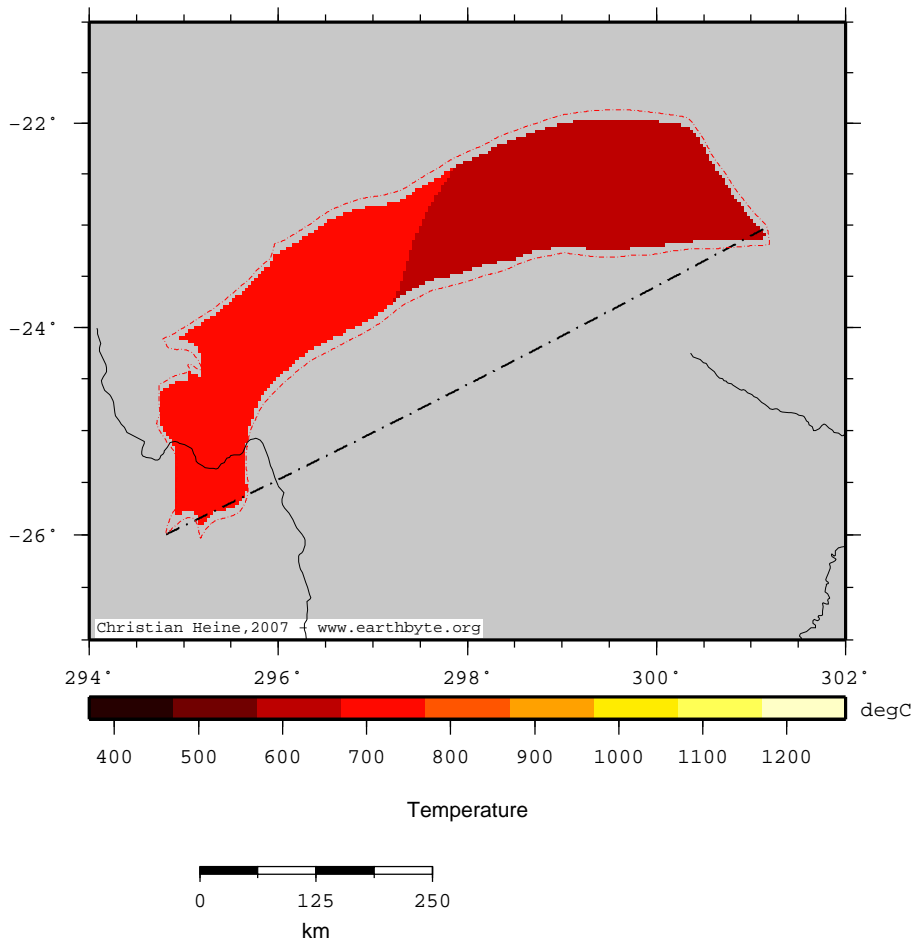 −22°
−24°
−26°
Christian Heine,2007 - www.earthbyte.org
294° 296° 298° 300° 302°
degC
400 500 600 700 800 900 1000 1100 1200
Temperature
0 125 250
km